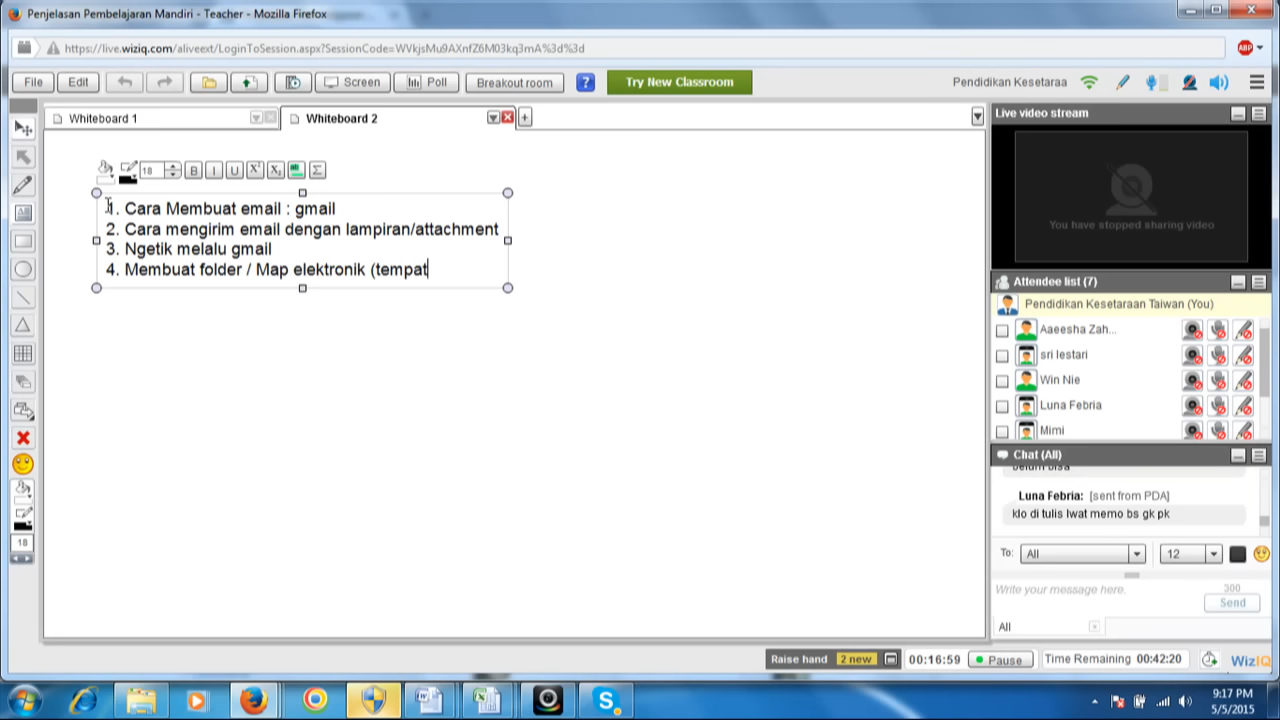 Penjelasan Pembelajaran Mandiri - Teacher - Mozilla Firefox
https://live.wiziq.com/aliveext/LoginToSession.aspx?SessionCode=WVkjsMu9AXnfZ6M03kq3mA%3d%3d
ABP
File Edit Screen Poll Breakout room ? Try New Classroom Pendidikan Kesetaraa
Whiteboard 1 Whiteboard 2
Live video stream
You have stopped sharing video
18 B I U X² X₂ Σ
1. Cara Membuat email : gmail
2. Cara mengirim email dengan lampiran/attachment
3. Ngetik melalu gmail
4. Membuat folder / Map elektronik (tempat
Attendee list (7)
Pendidikan Kesetaraan Taiwan (You)
Aaeesha Zah...
sri lestari
Win Nie
Luna Febria
Mimi
Chat (All)
belum bisa
Luna Febria: [sent from PDA]
klo di tulis lwat memo bs gk pk
To: All 12
Write your message here. 300
Send
All
18
Raise hand 2 new 00:16:59 Pause Time Remaining 00:42:20 WizIQ
9:17 PM
5/5/2015